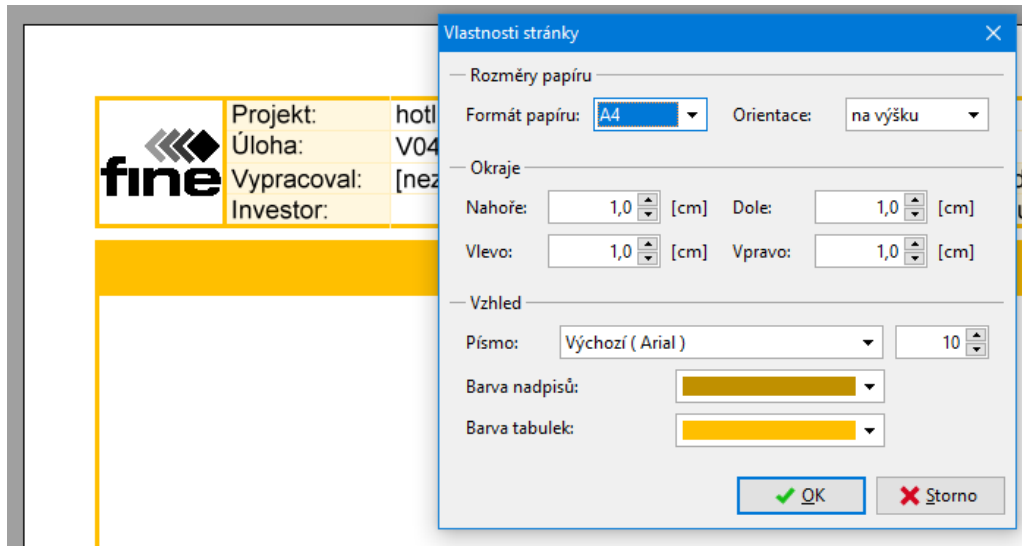 Vlastnosti stránky
Rozměry papíru
Formát papíru: A4 Orientace: na výšku
Okraje
Nahoře: 1,0 [cm] Dole: 1,0 [cm]
Vlevo: 1,0 [cm] Vpravo: 1,0 [cm]
Vzhled
Písmo: Výchozí ( Arial ) 10
Barva nadpisů:
Barva tabulek:
OK Storno
fine
Projekt: hotl
Úloha: V04
Vypracoval: [nez
Investor: